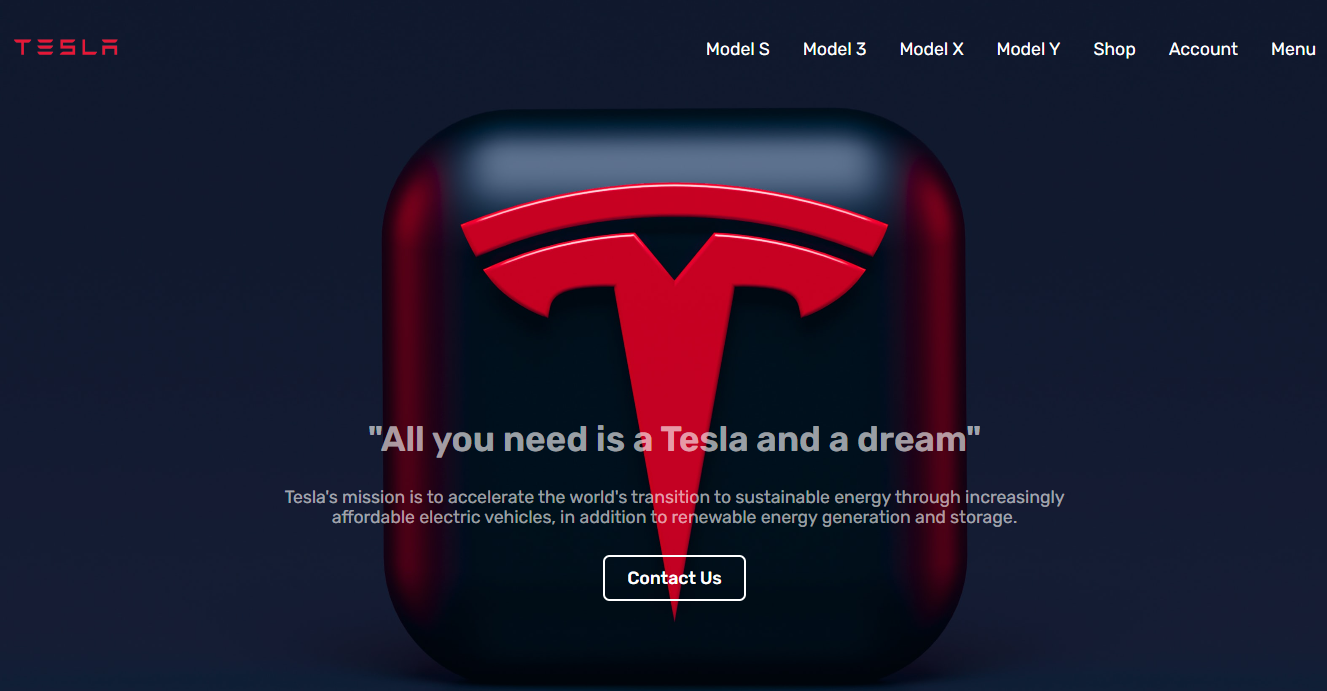 TESLA
Model S Model 3 Model X Model Y Shop Account Menu
"All you need is a Tesla and a dream"
Tesla's mission is to accelerate the world's transition to sustainable energy through increasingly
affordable electric vehicles, in addition to renewable energy generation and storage.
Contact Us